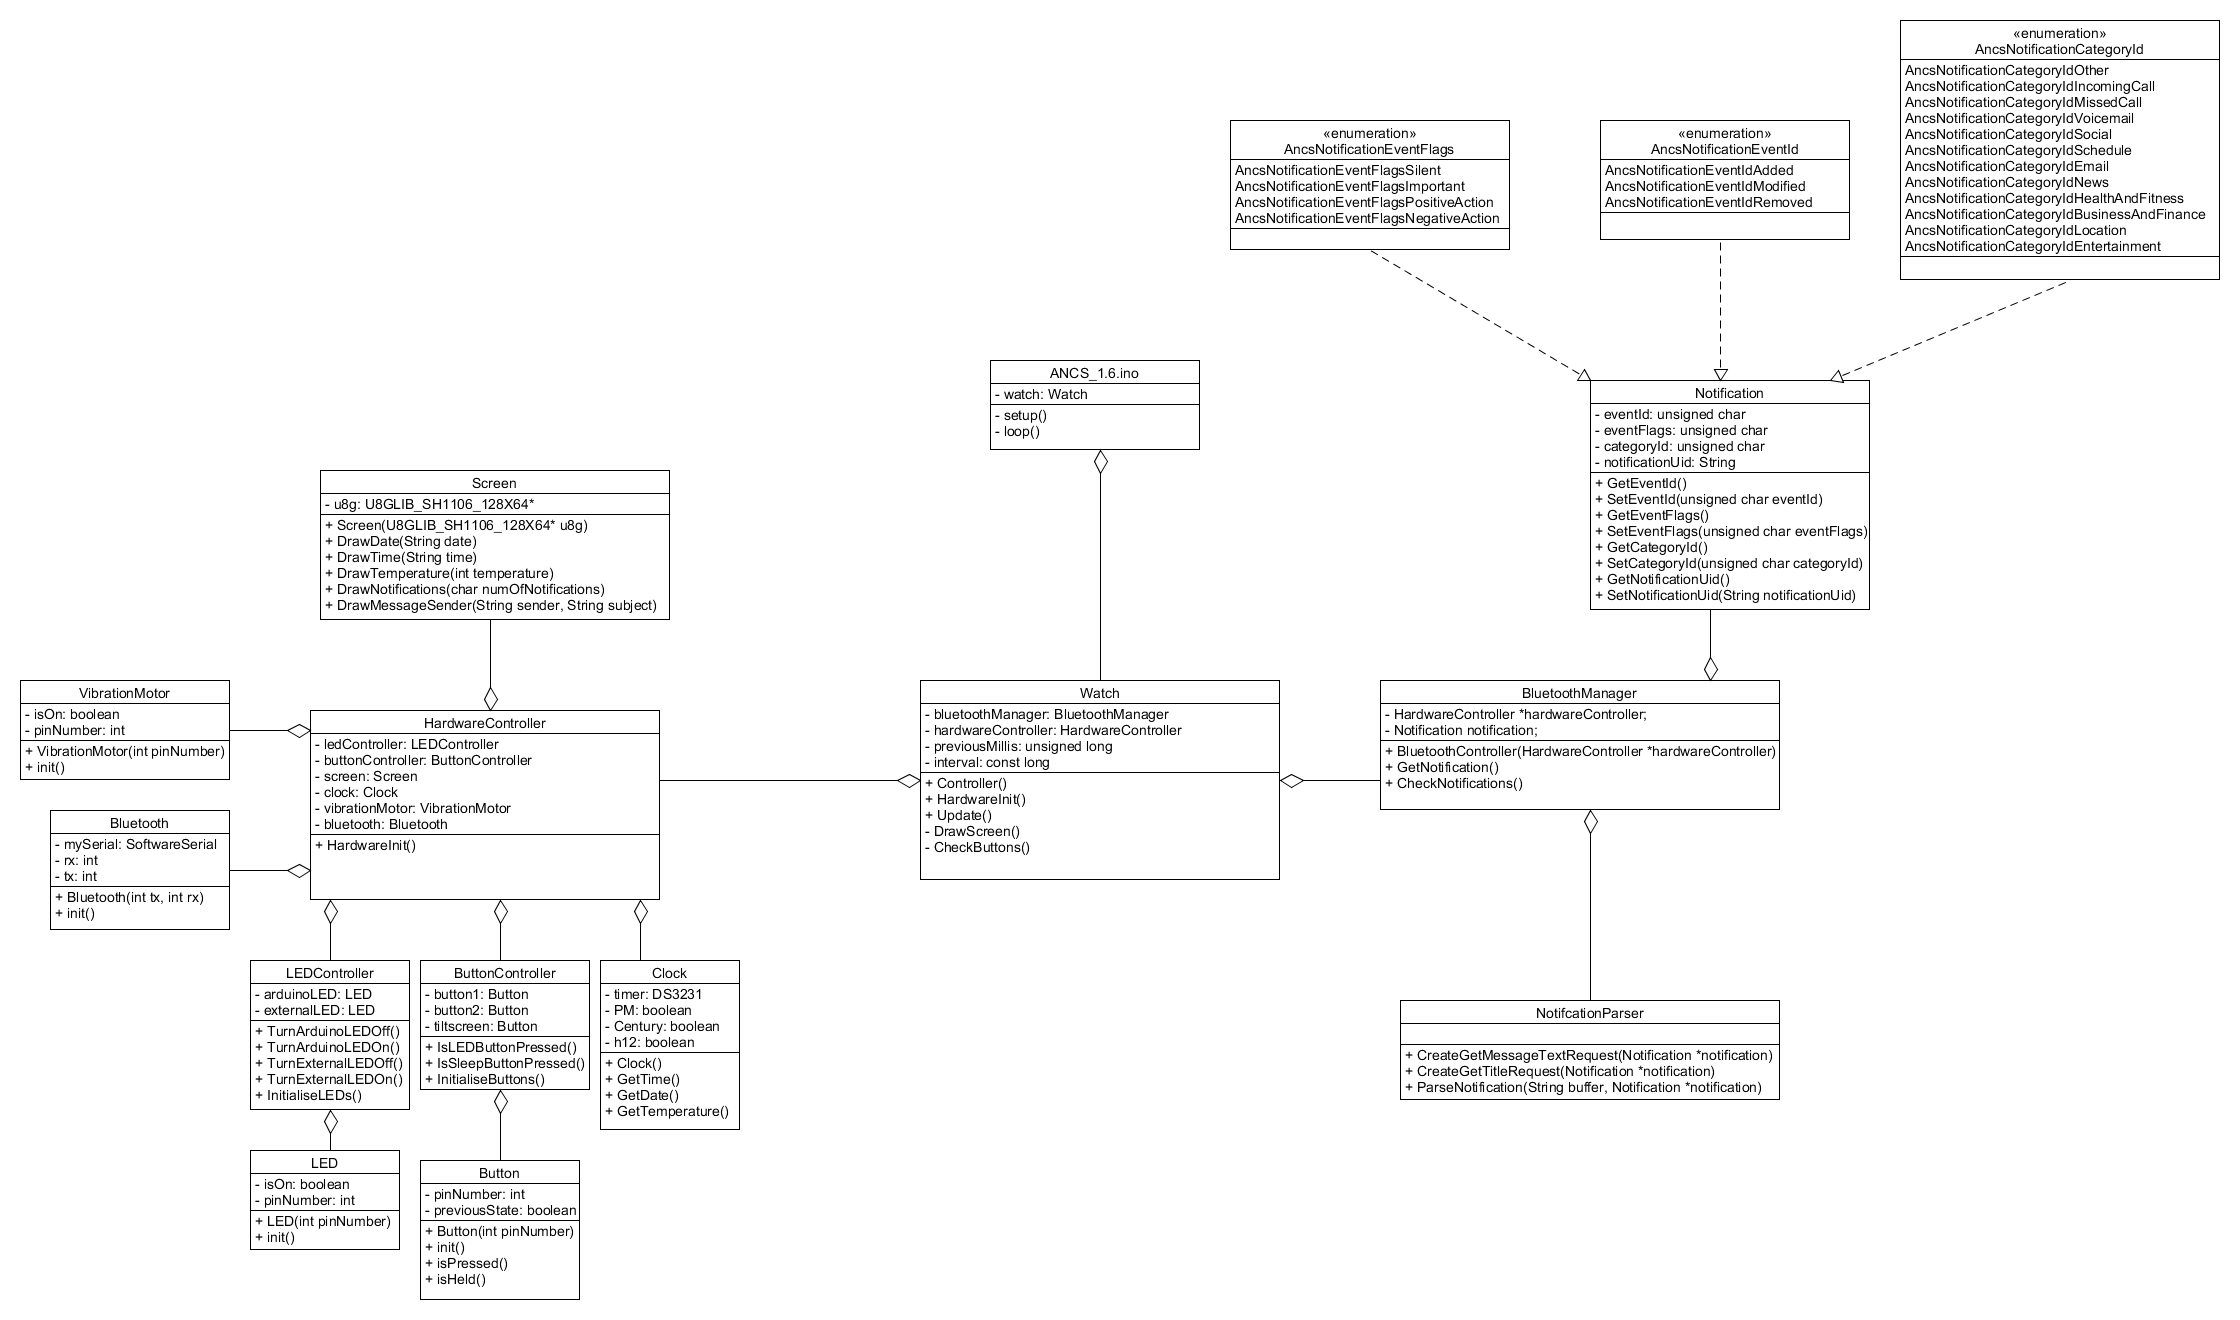 «enumeration»
AncsNotificationCategoryId
AncsNotificationCategoryIdOther
AncsNotificationCategoryIdIncomingCall
AncsNotificationCategoryIdMissedCall
AncsNotificationCategoryIdVoicemail
AncsNotificationCategoryIdSocial
AncsNotificationCategoryIdSchedule
AncsNotificationCategoryIdEmail
AncsNotificationCategoryIdNews
AncsNotificationCategoryIdHealthAndFitness
AncsNotificationCategoryIdBusinessAndFinance
AncsNotificationCategoryIdLocation
AncsNotificationCategoryIdEntertainment
«enumeration»
AncsNotificationEventFlags
AncsNotificationEventFlagsSilent
AncsNotificationEventFlagsImportant
AncsNotificationEventFlagsPositiveAction
AncsNotificationEventFlagsNegativeAction
«enumeration»
AncsNotificationEventId
AncsNotificationEventIdAdded
AncsNotificationEventIdModified
AncsNotificationEventIdRemoved
ANCS_1.6.ino
- watch: Watch
- setup()
- loop()
Notification
- eventId: unsigned char
- eventFlags: unsigned char
- categoryId: unsigned char
- notificationUid: String
+ GetEventId()
+ SetEventId(unsigned char eventId)
+ GetEventFlags()
+ SetEventFlags(unsigned char eventFlags)
+ GetCategoryId()
+ SetCategoryId(unsigned char categoryId)
+ GetNotificationUid()
+ SetNotificationUid(String notificationUid)
Screen
- u8g: U8GLIB_SH1106_128X64*
+ Screen(U8GLIB_SH1106_128X64* u8g)
+ DrawDate(String date)
+ DrawTime(String time)
+ DrawTemperature(int temperature)
+ DrawNotifications(char numOfNotifications)
+ DrawMessageSender(String sender, String subject)
VibrationMotor
- isOn: boolean
- pinNumber: int
+ VibrationMotor(int pinNumber)
+ init()
HardwareController
- ledController: LEDController
- buttonController: ButtonController
- screen: Screen
- clock: Clock
- vibrationMotor: VibrationMotor
- bluetooth: Bluetooth
+ HardwareInit()
Watch
- bluetoothManager: BluetoothManager
- hardwareController: HardwareController
- previousMillis: unsigned long
- interval: const long
+ Controller()
+ HardwareInit()
+ Update()
- DrawScreen()
- CheckButtons()
BluetoothManager
- HardwareController *hardwareController;
- Notification notification;
+ BluetoothController(HardwareController *hardwareController)
+ GetNotification()
+ CheckNotifications()
Bluetooth
- mySerial: SoftwareSerial
- rx: int
- tx: int
+ Bluetooth(int tx, int rx)
+ init()
LEDController
- arduinoLED: LED
- externalLED: LED
+ TurnArduinoLEDOff()
+ TurnArduinoLEDOn()
+ TurnExternalLEDOff()
+ TurnExternalLEDOn()
+ InitialiseLEDs()
ButtonController
- button1: Button
- button2: Button
- tiltscreen: Button
+ IsLEDButtonPressed()
+ IsSleepButtonPressed()
+ InitialiseButtons()
Clock
- timer: DS3231
- PM: boolean
- Century: boolean
- h12: boolean
+ Clock()
+ GetTime()
+ GetDate()
+ GetTemperature()
NotifcationParser
+ CreateGetMessageTextRequest(Notification *notification)
+ CreateGetTitleRequest(Notification *notification)
+ ParseNotification(String buffer, Notification *notification)
LED
- isOn: boolean
- pinNumber: int
+ LED(int pinNumber)
+ init()
Button
- pinNumber: int
- previousState: boolean
+ Button(int pinNumber)
+ init()
+ isPressed()
+ isHeld()